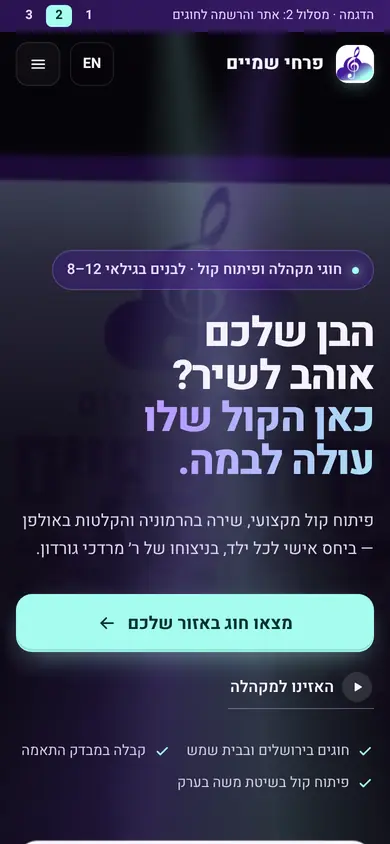 הדגמה · מסלול 2: אתר והרשמה לחוגים
1 2 3
פרחי שמיים
EN
חוגי מקהלה ופיתוח קול · לבנים בגילאי 8–12
הבן שלכם
אוהב לשיר?
כאן הקול שלו
עולה לבמה.
פיתוח קול מקצועי, שירה בהרמוניה והקלטות באולפן
— ביחס אישי לכל ילד, בניצוחו של ר׳ מרדכי גורדון.
מצאו חוג באזור שלכם ←
האזינו למקהלה
חוגים בירושלים ובבית שמש
קבלה במבדק התאמה
פיתוח קול בשיטת משה בערק